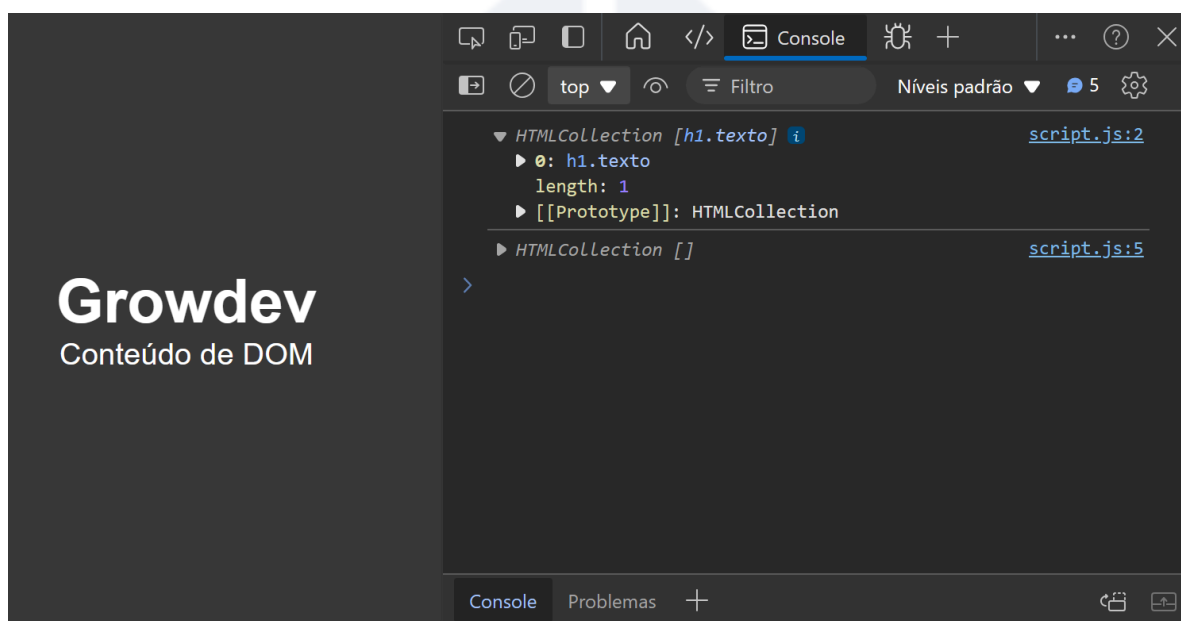 Console
top ▼ Filtro Níveis padrão ▼ 5
▼ HTMLCollection [h1.texto] i script.js:2
▶ 0: h1.texto
length: 1
▶ [[Prototype]]: HTMLCollection
▶ HTMLCollection [] script.js:5
>
Growdev
Conteúdo de DOM
Console Problemas